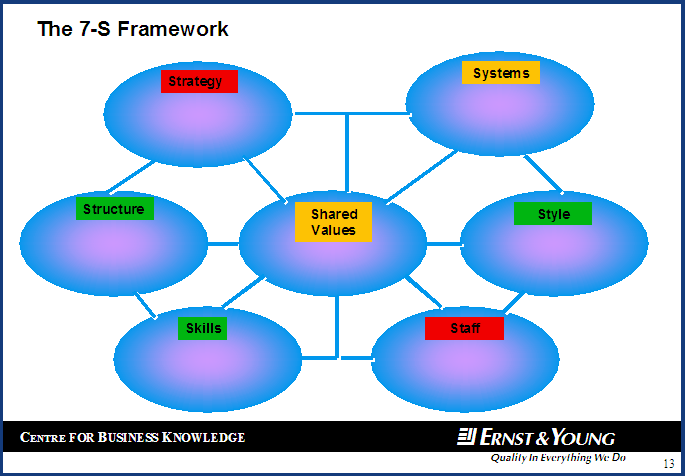 The 7-S Framework
Strategy
Systems
Structure
Shared
Values
Style
Skills
Staff
CENTRE FOR BUSINESS KNOWLEDGE
ERNST & YOUNG
Quality In Everything We Do
13